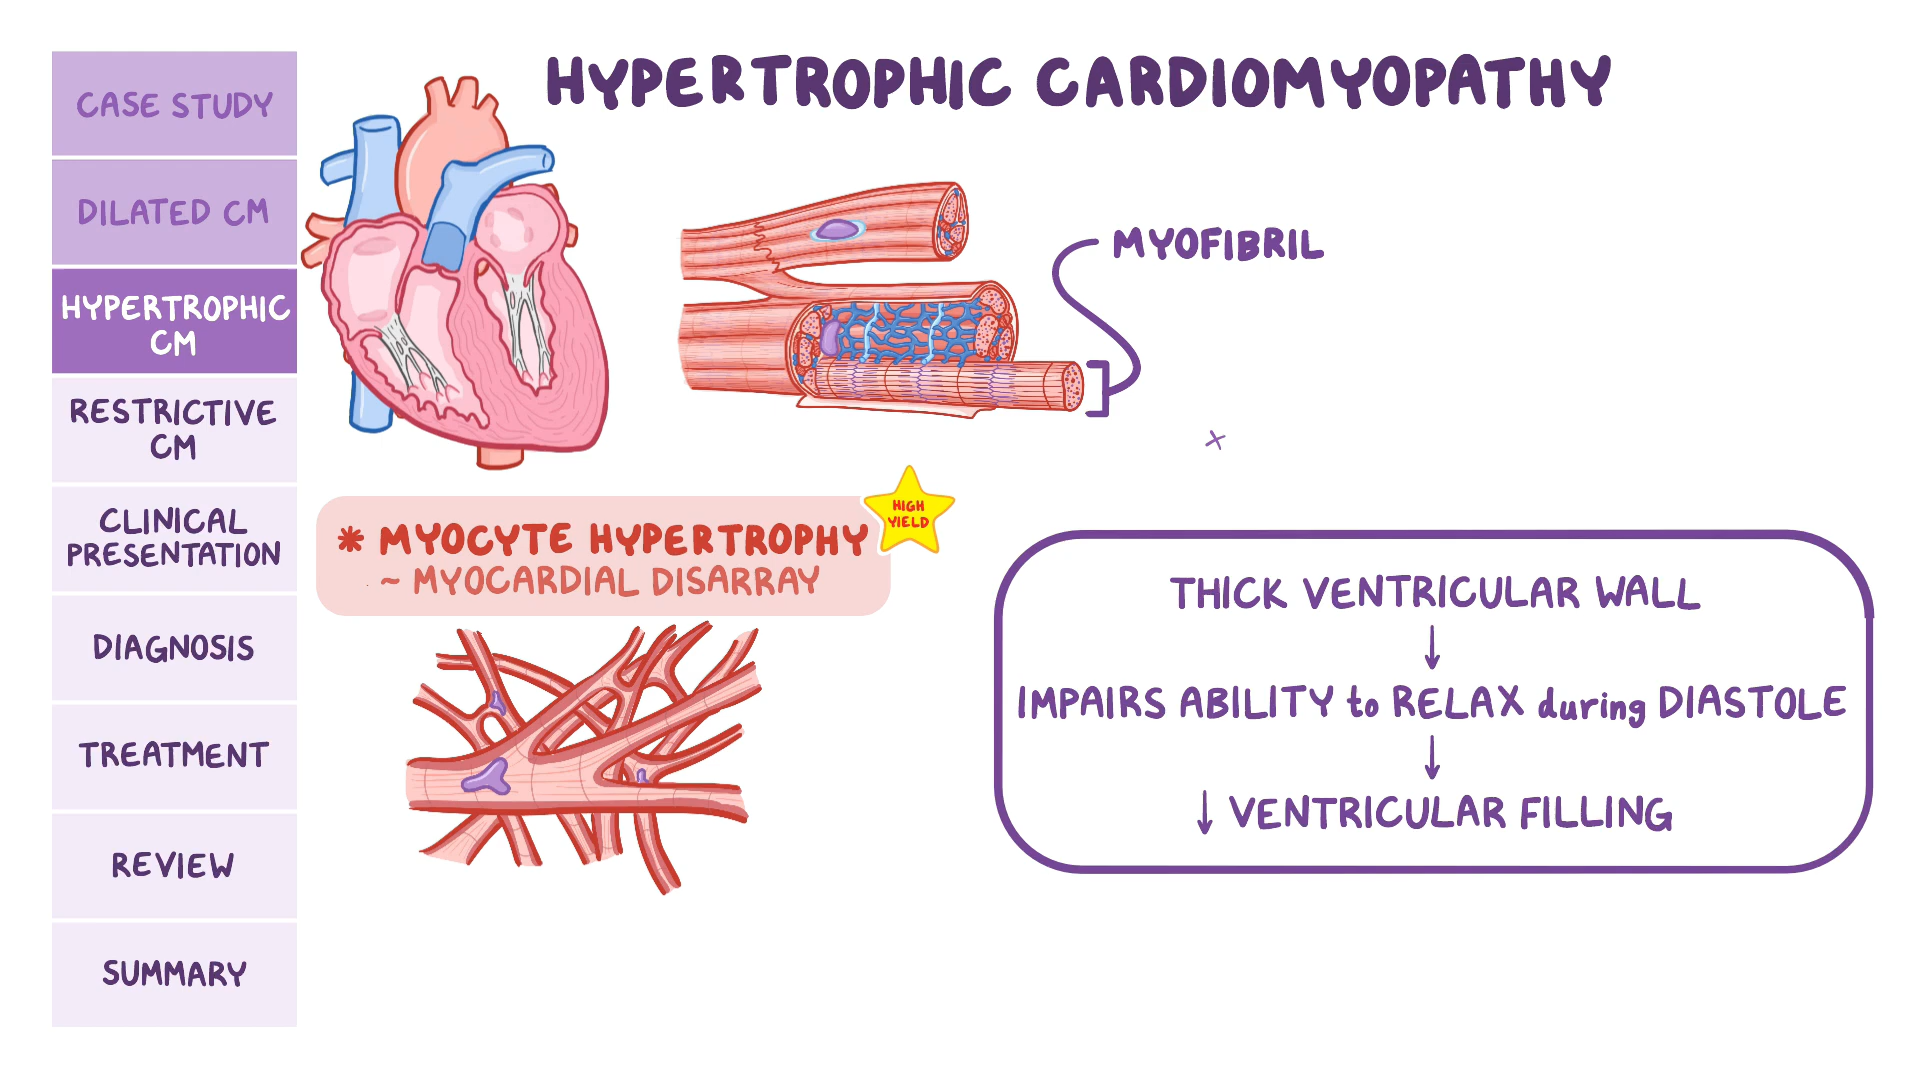 HYPERTROPHIC CARDIOMYOPATHY
CASE STUDY
DILATED CM
HYPERTROPHIC
CM
RESTRICTIVE
CM
CLINICAL
PRESENTATION
DIAGNOSIS
TREATMENT
REVIEW
SUMMARY
MYOFIBRIL
HIGH
YIELD
* MYOCYTE HYPERTROPHY
~ MYOCARDIAL DISARRAY
THICK VENTRICULAR WALL
↓
IMPAIRS ABILITY to RELAX during DIASTOLE
↓
↓ VENTRICULAR FILLING